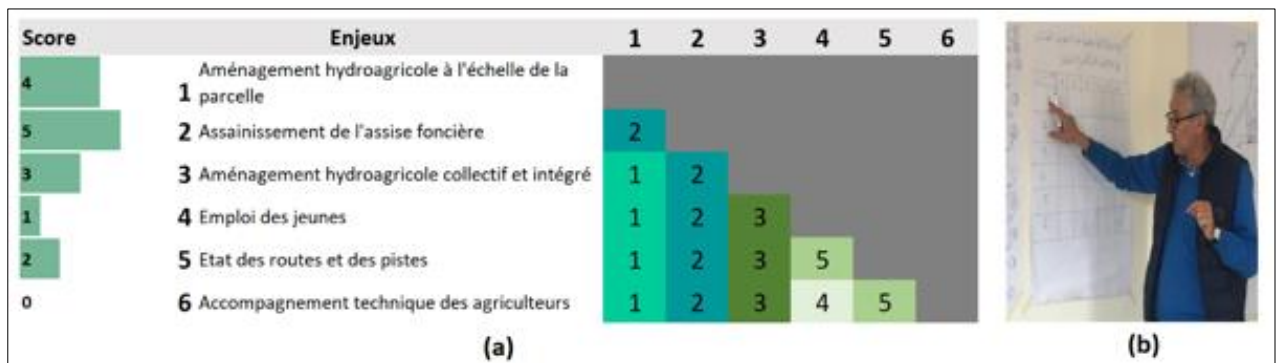 Score Enjeux 1 2 3 4 5 6
4 1 Aménagement hydroagricole à l'échelle de la
parcelle
5 2 Assainissement de l'assise foncière 2
3 3 Aménagement hydroagricole collectif et intégré 1 2
1 4 Emploi des jeunes 1 2 3
2 5 Etat des routes et des pistes 1 2 3 5
0 6 Accompagnement technique des agriculteurs 1 2 3 4 5
(a)
(b)